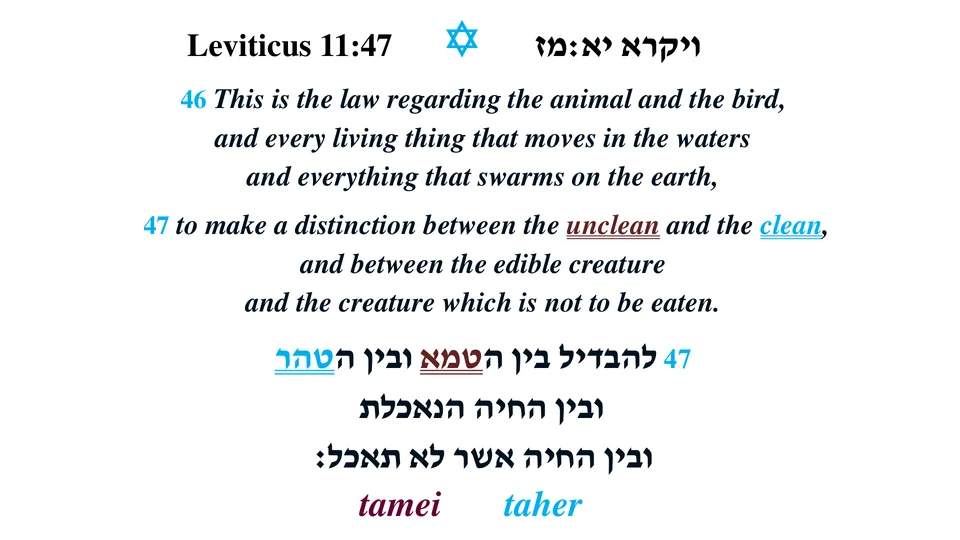 Leviticus 11:47 ✡ ויקרא יא:מז
46 This is the law regarding the animal and the bird,
and every living thing that moves in the waters
and everything that swarms on the earth,
47 to make a distinction between the unclean and the clean,
and between the edible creature
and the creature which is not to be eaten.
47 להבדיל בין הטמא ובין הטהר
ובין החיה הנאכלת
ובין החיה אשר לא תאכל:
tamei taher